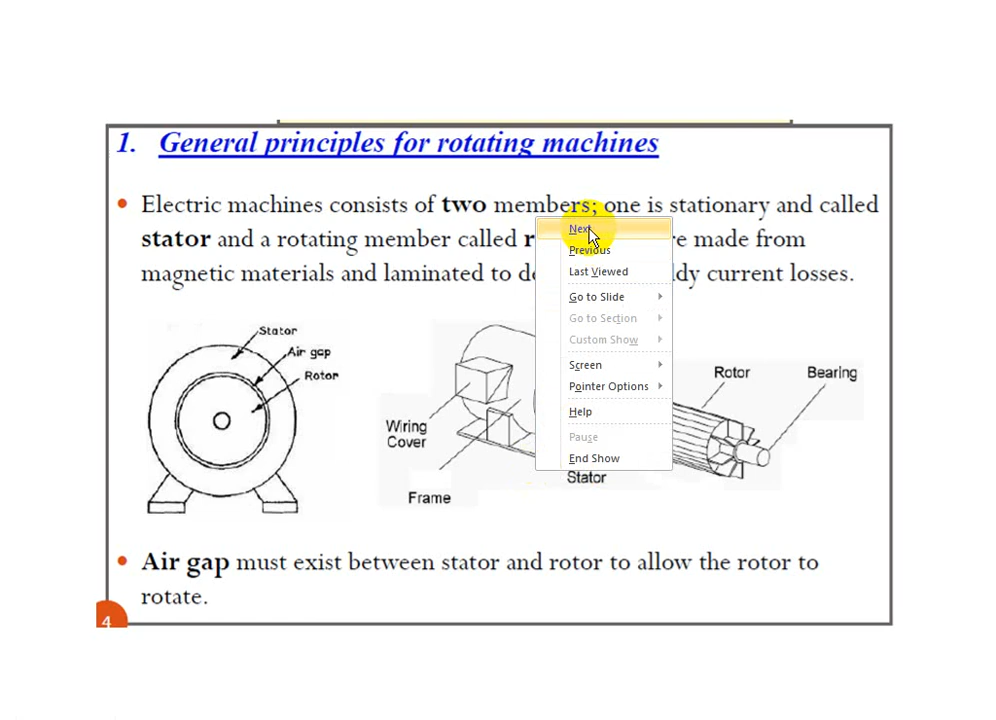 1. General principles for rotating machines
• Electric machines consists of two members; one is stationary and called
stator and a rotating member called r re made from
magnetic materials and laminated to de ldy current losses.
Next
Previous
Last Viewed
Go to Slide
Go to Section
Custom Show
Screen
Pointer Options
Help
Pause
End Show
Stator
Air gap
Rotor
Wiring
Cover
Frame
Stator
Rotor
Bearing
• Air gap must exist between stator and rotor to allow the rotor to
rotate.
4